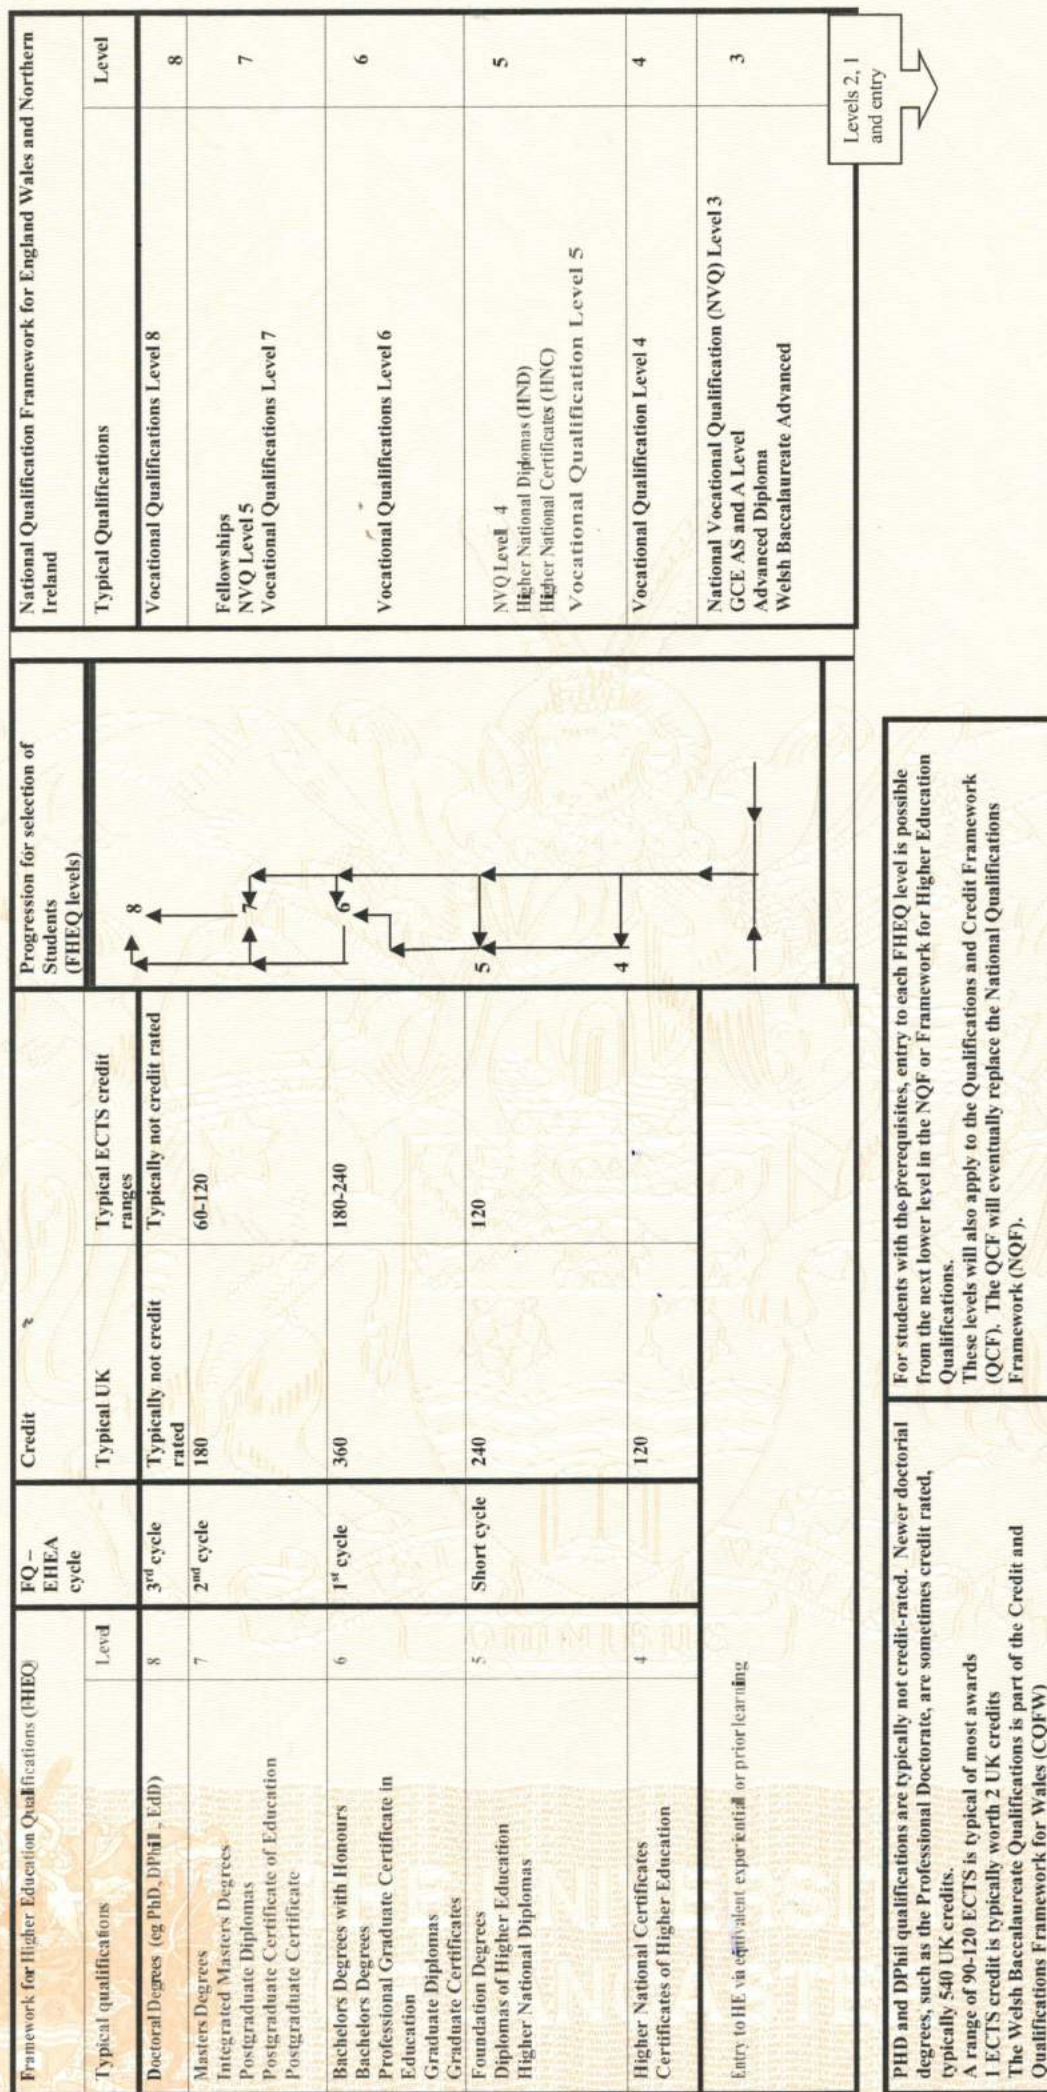 Framework for Higher Education Qualifications (FHEQ)
FQ –
EHEA
cycle
Credit
Progression for selection of
Students
(FHEQ levels)
National Qualification Framework for England Wales and Northern
Ireland
Typical qualifications
Level
Typical UK
Typical ECTS credit
ranges
Typical Qualifications
Level
Doctoral Degrees (eg PhD, DPhil , EdD)
8
3rd cycle
Typically not credit
rated
Typically not credit rated
8
Vocational Qualifications Level 8
8
Masters Degrees
Integrated Masters Degrees
Postgraduate Diplomas
Postgraduate Certificate of Education
Postgraduate Certificate
7
2nd cycle
180
60-120
7
Fellowships
NVQ Level 5
Vocational Qualifications Level 7
7
Bachelors Degrees with Honours
Bachelors Degrees
Professional Graduate Certificate in
Education
Graduate Diplomas
Graduate Certificates
6
1st cycle
360
180-240
6
Vocational Qualifications Level 6
6
Foundation Degrees
Diplomas of Higher Education
Higher National Diplomas
5
Short cycle
240
120
5
NVQ Level 4
Higher National Diplomas (HND)
Higher National Certificates (HNC)
Vocational Qualification Level 5
5
Higher National Certificates
Certificates of Higher Education
4
120
4
Vocational Qualification Level 4
4
Entry to HE via equivalent experiential or prior learning
National Vocational Qualification (NVQ) Level 3
GCE AS and A Level
Advanced Diploma
Welsh Baccalaureate Advanced
3
Levels 2, 1
and entry
PHD and DPhil qualifications are typically not credit-rated. Newer doctorial
degrees, such as the Professional Doctorate, are sometimes credit rated,
typically 540 UK credits.
A range of 90-120 ECTS is typical of most awards
1 ECTS credit is typically worth 2 UK credits
The Welsh Baccalaureate Qualifications is part of the Credit and
Qualifications Framework for Wales (CQFW)
For students with the prerequisites, entry to each FHEQ level is possible
from the next lower level in the NQF or Framework for Higher Education
Qualifications.
These levels will also apply to the Qualifications and Credit Framework
(QCF). The QCF will eventually replace the National Qualifications
Framework (NQF).